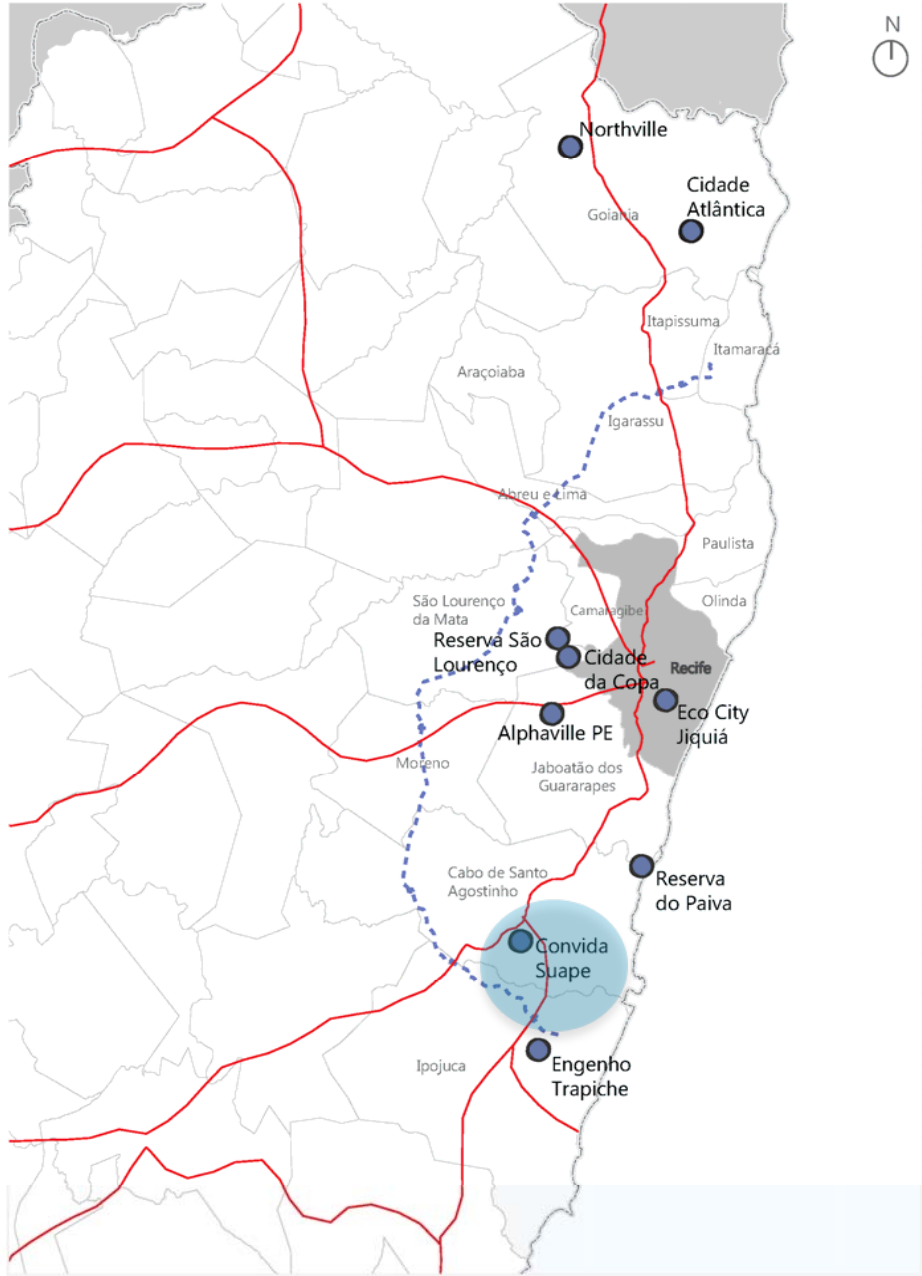 N
Northville
Cidade
Atlântica
Goiania
Itapissuma
Itamaracá
Araçoiaba
Igarassu
Abreu e Lima
Paulista
Olinda
São Lourenço
da Mata
Camaragibe
Reserva São
Lourenço
Cidade
da Copa
Recife
Eco City
Jiquiá
Alphaville PE
Moreno
Jaboatão dos
Guararapes
Cabo de Santo
Agostinho
Reserva
do Paiva
Convida
Suape
Ipojuca
Engenho
Trapiche